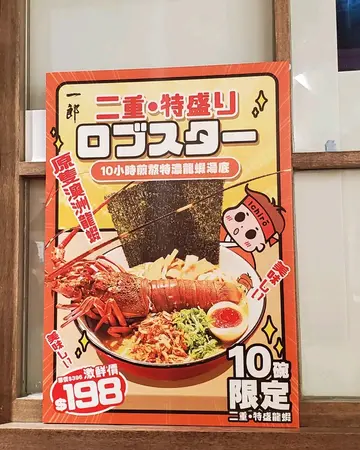 一郎
二重・特盛り
ロブスター
10小時煎熬特濃龍蝦湯底
原隻澳洲龍蝦
Ichiro
美味しい!!
美味しい!!
激鮮價
$198
10碗
限定
二重・特盛龍蝦